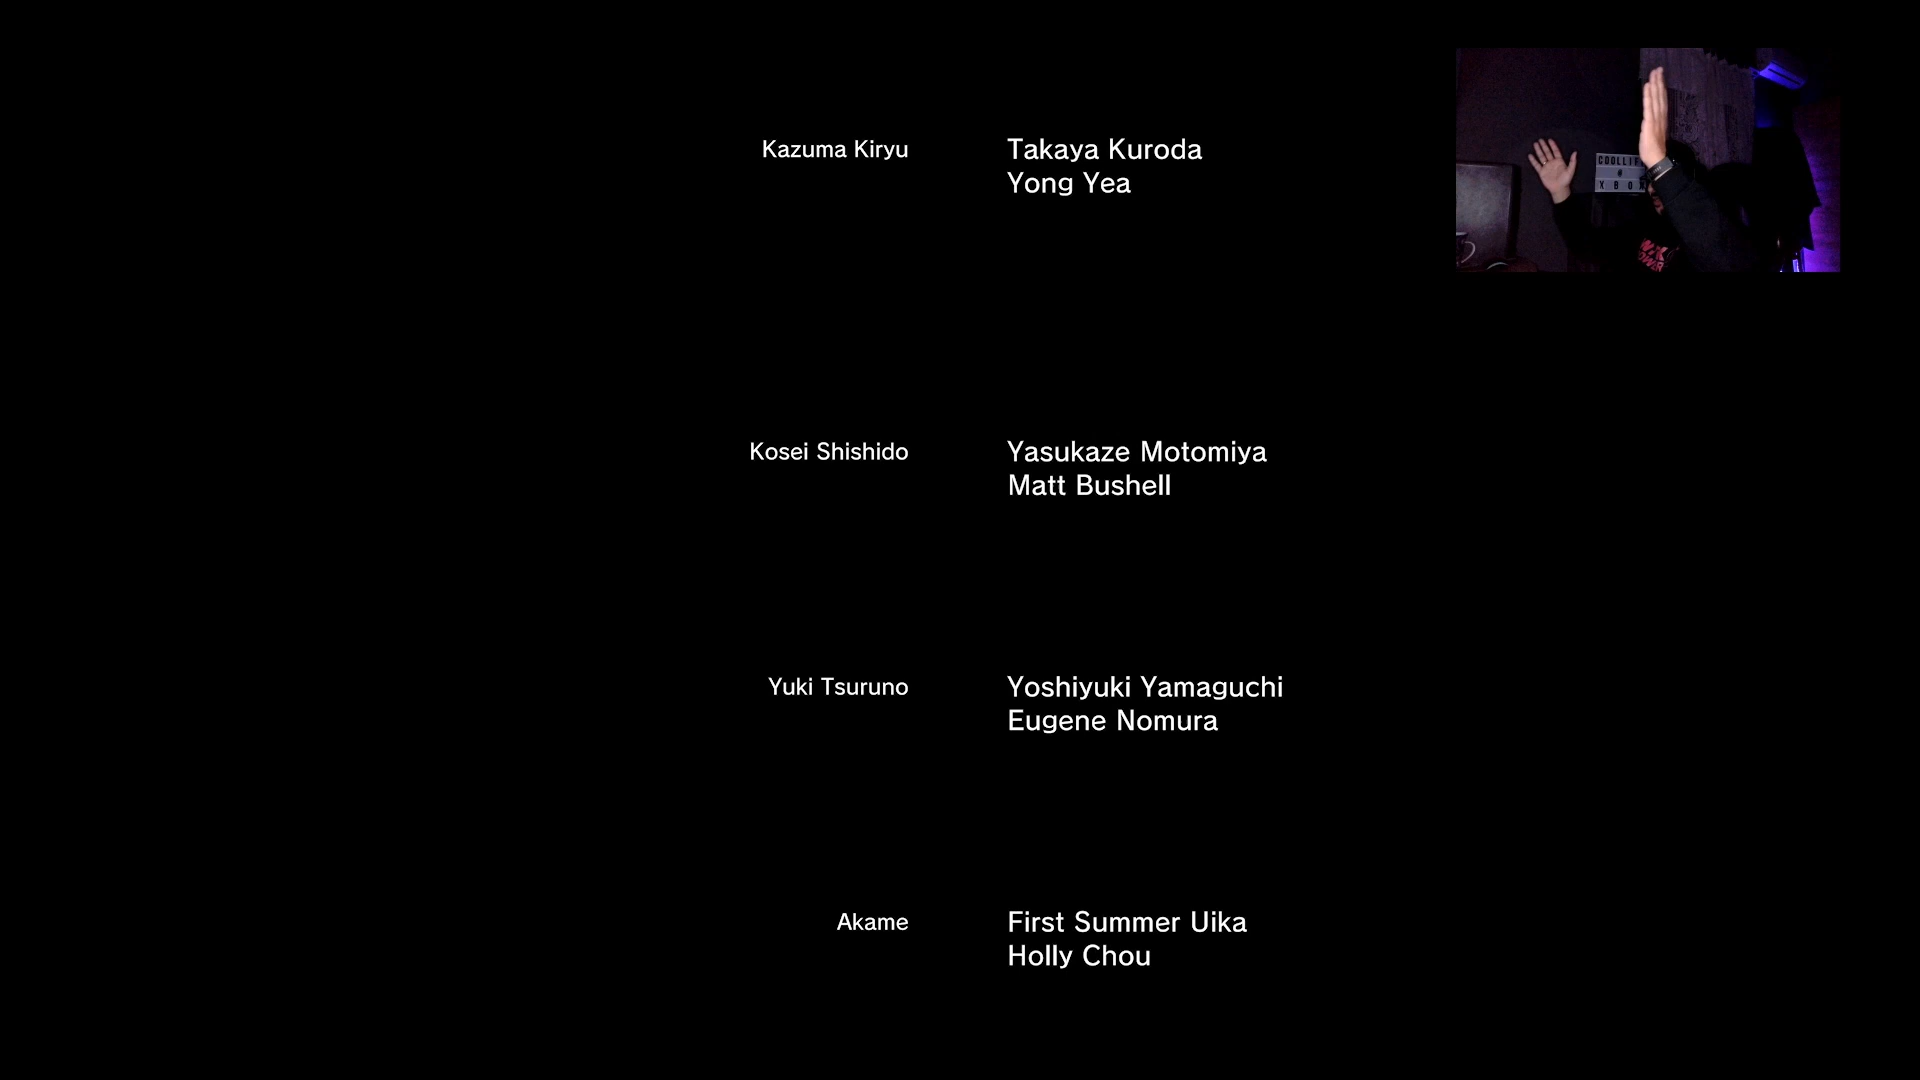 Kazuma Kiryu Takaya Kuroda
Yong Yea
Kosei Shishido Yasukaze Motomiya
Matt Bushell
Yuki Tsuruno Yoshiyuki Yamaguchi
Eugene Nomura
Akame First Summer Uika
Holly Chou